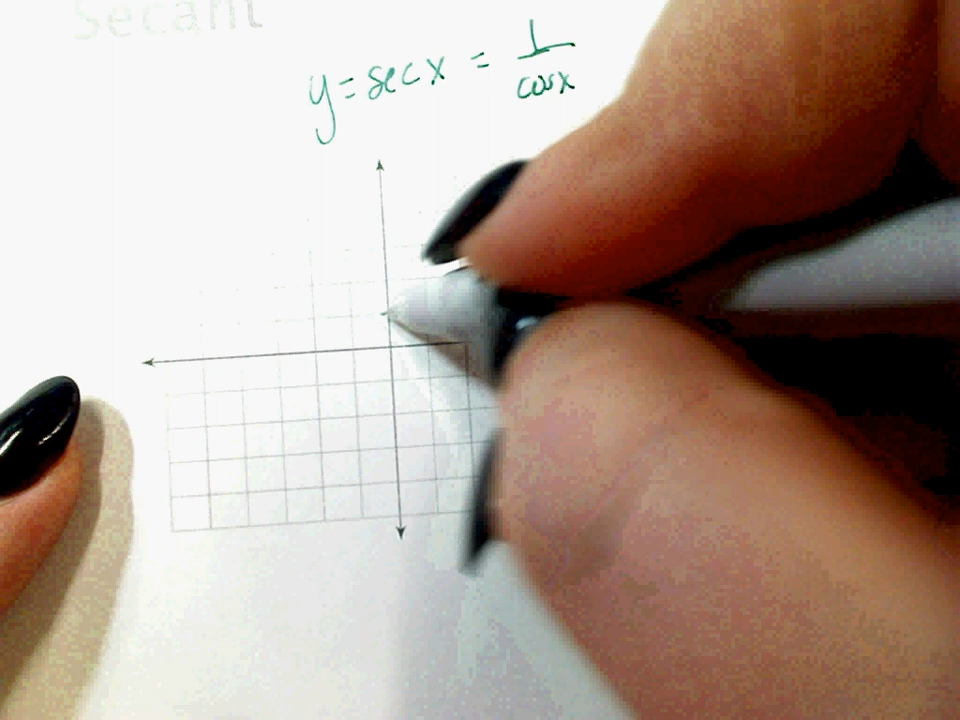 Secant
y = sec x = 1/cos x